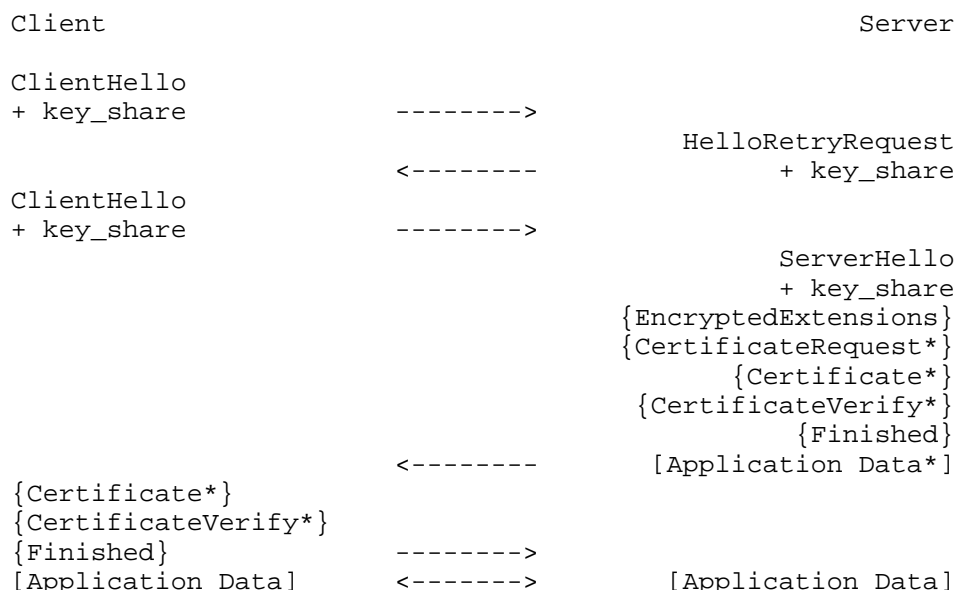 Client                                               Server

ClientHello
+ key_share             -------->
                                          HelloRetryRequest
                        <--------               + key_share
ClientHello
+ key_share             -------->
                                                ServerHello
                                                + key_share
                                      {EncryptedExtensions}
                                      {CertificateRequest*}
                                             {Certificate*}
                                       {CertificateVerify*}
                                                 {Finished}
                        <--------       [Application Data*]
{Certificate*}
{CertificateVerify*}
{Finished}              -------->
[Application Data]      <------->        [Application Data]